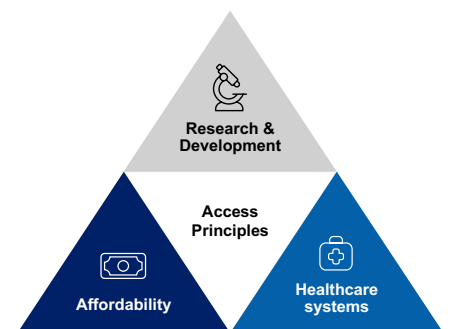 Research &
Development
Access
Principles
Affordability
Healthcare
systems